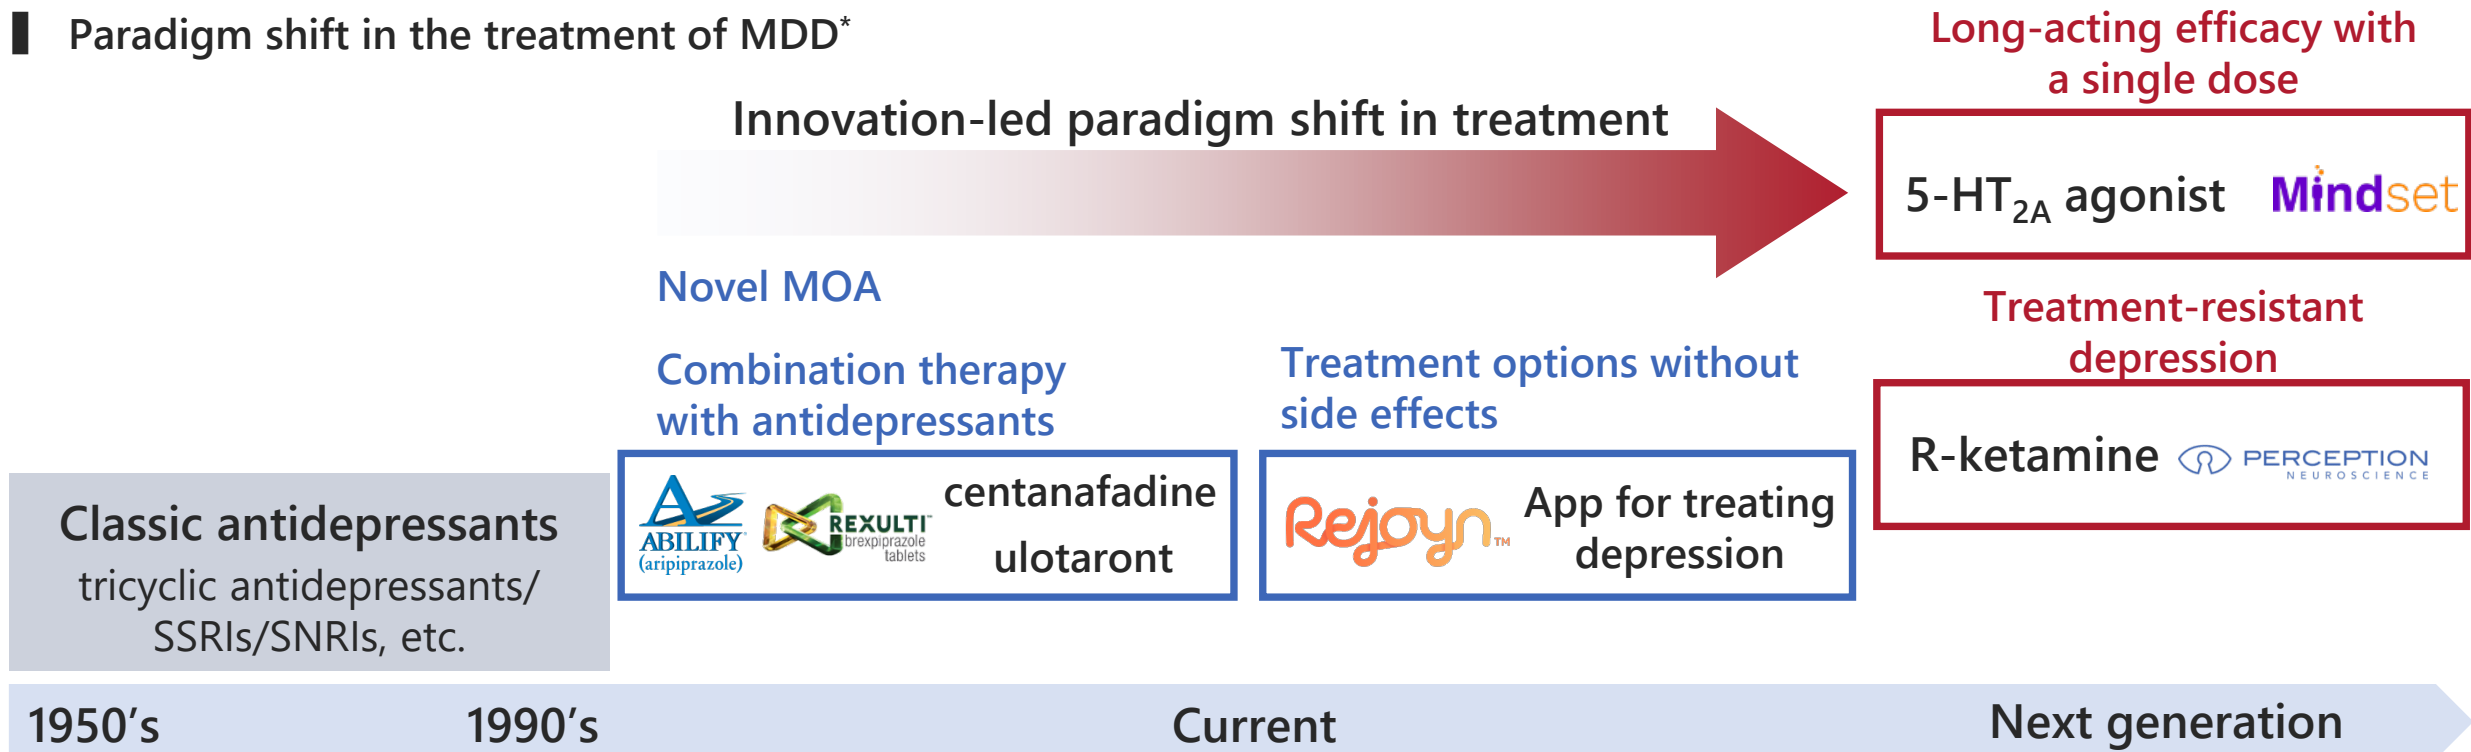 Paradigm shift in the treatment of MDD*
Long-acting efficacy with
a single dose
Innovation-led paradigm shift in treatment
5-HT2A agonist Mindset
Novel MOA
Treatment-resistant
depression
Combination therapy
with antidepressants
Treatment options without
side effects
R-ketamine PERCEPTION
NEUROSCIENCE
Classic antidepressants
tricyclic antidepressants/
SSRIs/SNRIs, etc.
ABILIFY
(aripiprazole)
REXULTI™
brexpiprazole
tablets
centanafadine
ulotaront
Rejoyn™
App for treating
depression
1950’s 1990’s Current Next generation